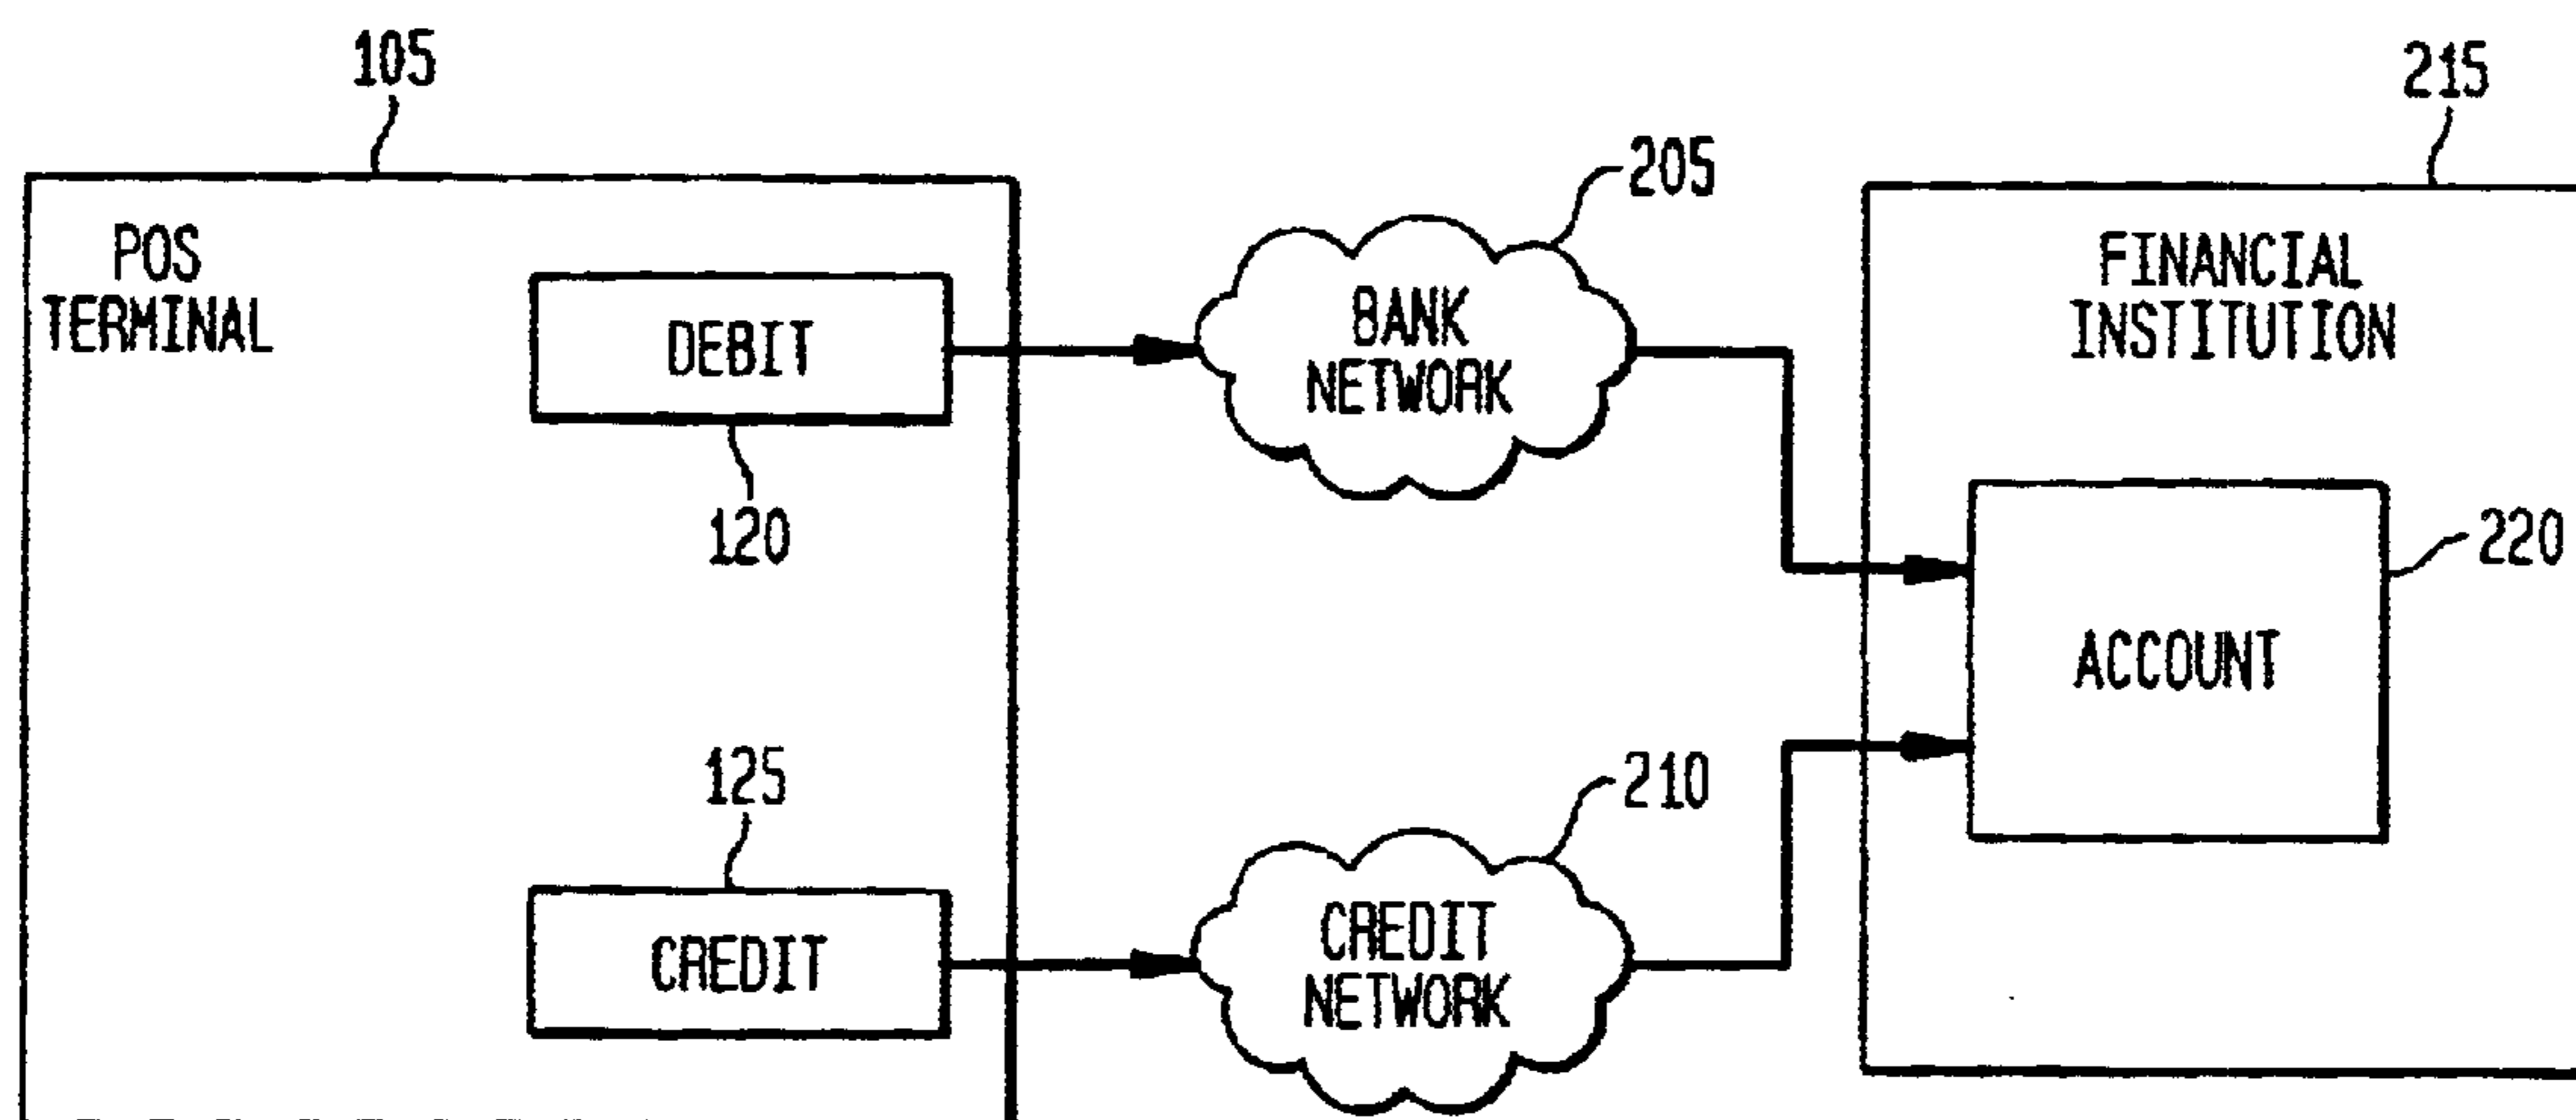 105
215
205
POS
TERMINAL
DEBIT
BANK
NETWORK
FINANCIAL
INSTITUTION
120
220
ACCOUNT
125
210
CREDIT
CREDIT
NETWORK